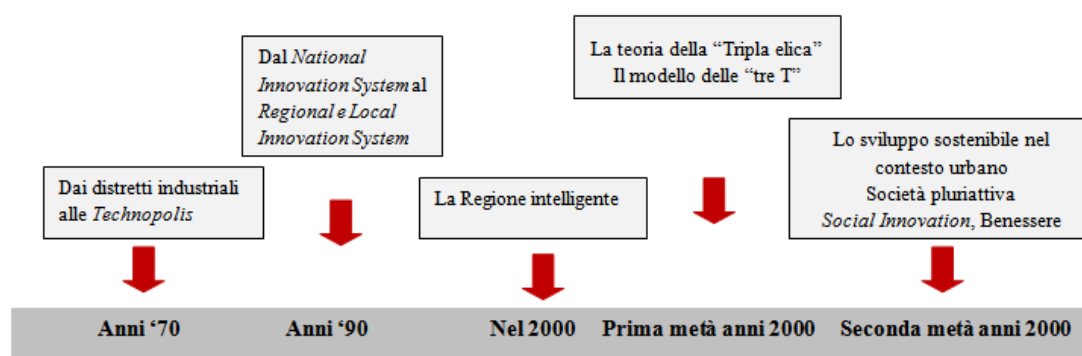 Dai distretti industriali
alle Technopolis
Dal National
Innovation System al
Regional e Local
Innovation System
La Regione intelligente
La teoria della “Tripla elica”
Il modello delle “tre T”
Lo sviluppo sostenibile nel
contesto urbano
Società pluriattiva
Social Innovation, Benessere
Anni ‘70
Anni ‘90
Nel 2000
Prima metà anni 2000
Seconda metà anni 2000